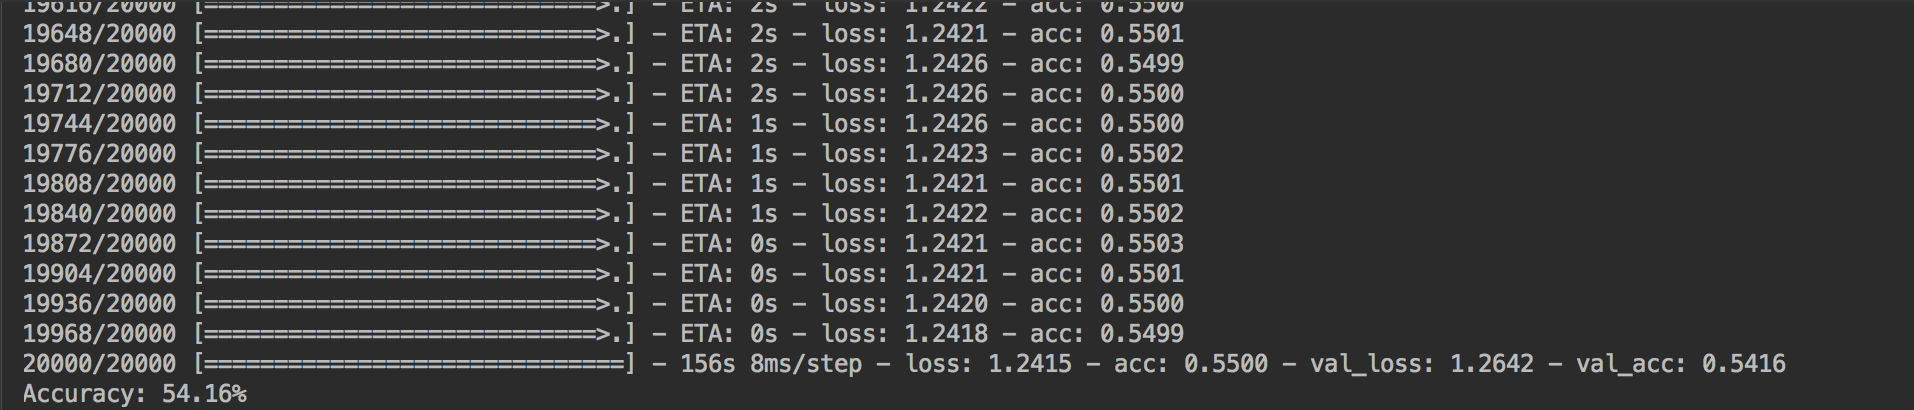 19616/20000 [============================>.] - ETA: 2s - loss: 1.2422 - acc: 0.5500
19648/20000 [============================>.] - ETA: 2s - loss: 1.2421 - acc: 0.5501
19680/20000 [============================>.] - ETA: 2s - loss: 1.2426 - acc: 0.5499
19712/20000 [============================>.] - ETA: 2s - loss: 1.2426 - acc: 0.5500
19744/20000 [============================>.] - ETA: 1s - loss: 1.2426 - acc: 0.5500
19776/20000 [============================>.] - ETA: 1s - loss: 1.2423 - acc: 0.5502
19808/20000 [============================>.] - ETA: 1s - loss: 1.2421 - acc: 0.5501
19840/20000 [============================>.] - ETA: 1s - loss: 1.2422 - acc: 0.5502
19872/20000 [============================>.] - ETA: 0s - loss: 1.2421 - acc: 0.5503
19904/20000 [============================>.] - ETA: 0s - loss: 1.2421 - acc: 0.5501
19936/20000 [============================>.] - ETA: 0s - loss: 1.2420 - acc: 0.5500
19968/20000 [============================>.] - ETA: 0s - loss: 1.2418 - acc: 0.5499
20000/20000 [==============================] - 156s 8ms/step - loss: 1.2415 - acc: 0.5500 - val_loss: 1.2642 - val_acc: 0.5416
Accuracy: 54.16%